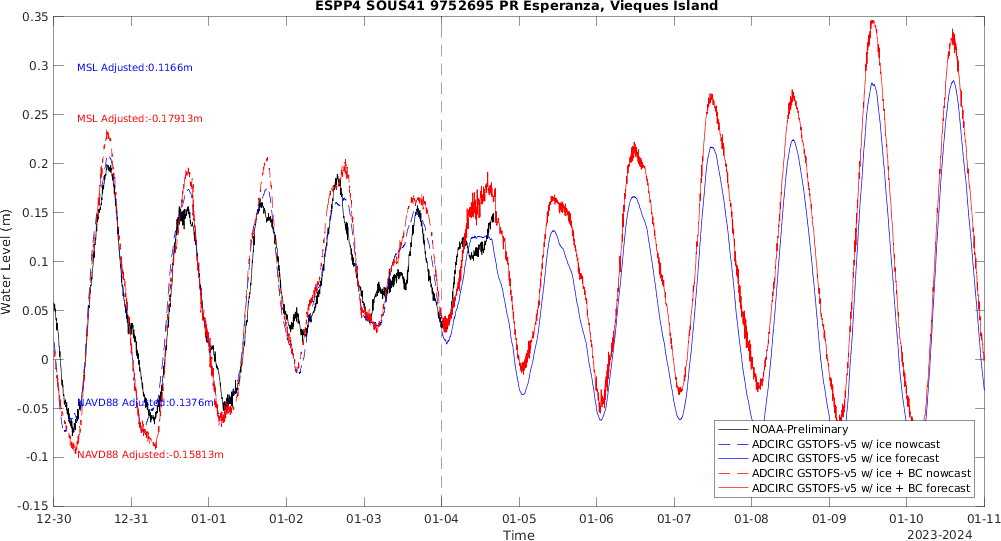 ESPP4 SOUS41 9752695 PR Esperanza, Vieques Island
0.35
0.3
0.25
0.2
0.15
0.1
0.05
0
-0.05
-0.1
-0.15
Water Level (m)
MSL Adjusted:0.1166m
MSL Adjusted:-0.17913m
NAVD88 Adjusted:0.1376m
NAVD88 Adjusted:-0.15813m
NOAA-Preliminary
ADCIRC GSTOFS-v5 w/ ice nowcast
ADCIRC GSTOFS-v5 w/ ice forecast
ADCIRC GSTOFS-v5 w/ ice + BC nowcast
ADCIRC GSTOFS-v5 w/ ice + BC forecast
12-30 12-31 01-01 01-02 01-03 01-04 01-05 01-06 01-07 01-08 01-09 01-10 01-11
Time
2023-2024